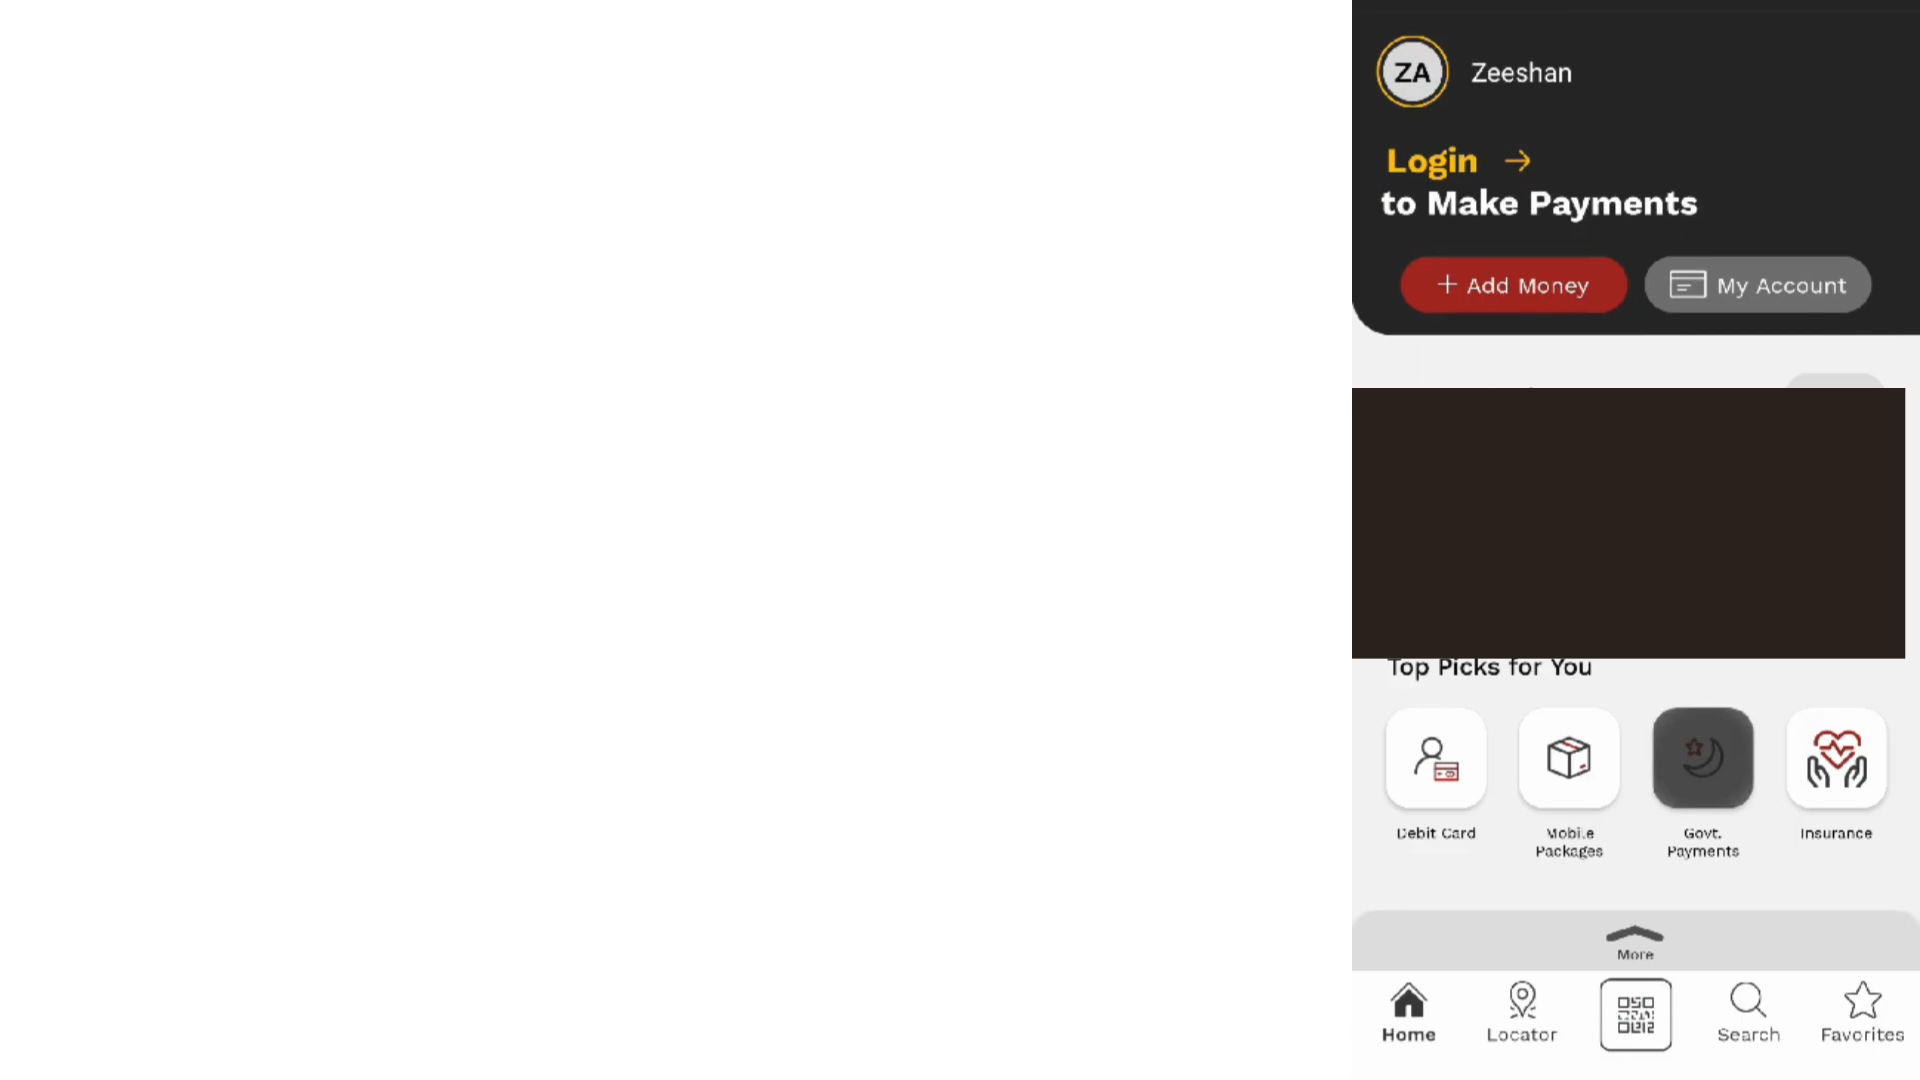 ZA Zeeshan
Login →
to Make Payments
+ Add Money
My Account
Top Picks for You
Debit Card
Mobile
Packages
Govt.
Payments
Insurance
More
Home
Locator
Search
Favorites